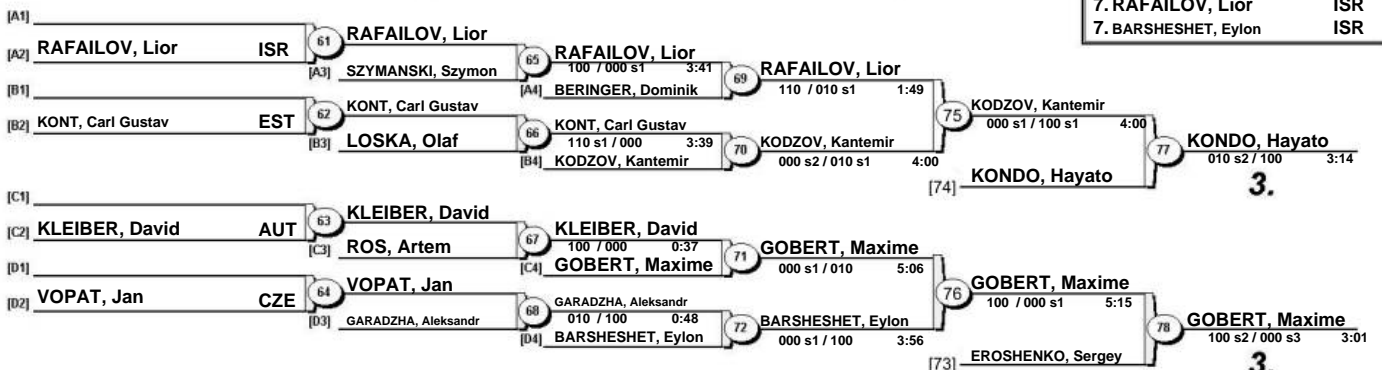 7. RAFAILOV, Lior ISR
7. BARSHESHET, Eylon ISR
[A1]
[A2] RAFAILOV, Lior ISR
61
RAFAILOV, Lior
[A3] SZYMANSKI, Szymon
65
RAFAILOV, Lior
100 / 000 s1 3:41
[A4] BERINGER, Dominik
69
RAFAILOV, Lior
110 / 010 s1 1:49
[B1]
[B2] KONT, Carl Gustav EST
62
KONT, Carl Gustav
[B3] LOSKA, Olaf
66
KONT, Carl Gustav
110 s1 / 000 3:39
[B4] KODZOV, Kantemir
70
KODZOV, Kantemir
000 s2 / 010 s1 4:00
75
KODZOV, Kantemir
000 s1 / 100 s1 4:00
[74] KONDO, Hayato
77
KONDO, Hayato
010 s2 / 100 3:14
3.
[C1]
[C2] KLEIBER, David AUT
63
KLEIBER, David
[C3] ROS, Artem
67
KLEIBER, David
100 / 000 0:37
[C4] GOBERT, Maxime
71
GOBERT, Maxime
000 s1 / 010 5:06
[D1]
[D2] VOPAT, Jan CZE
64
VOPAT, Jan
[D3] GARADZHA, Aleksandr
68
GARADZHA, Aleksandr
010 / 100 0:48
[D4] BARSHESHET, Eylon
72
BARSHESHET, Eylon
000 s1 / 100 3:56
76
GOBERT, Maxime
100 / 000 s1 5:15
[73] EROSHENKO, Sergey
78
GOBERT, Maxime
100 s2 / 000 s3 3:01
3.